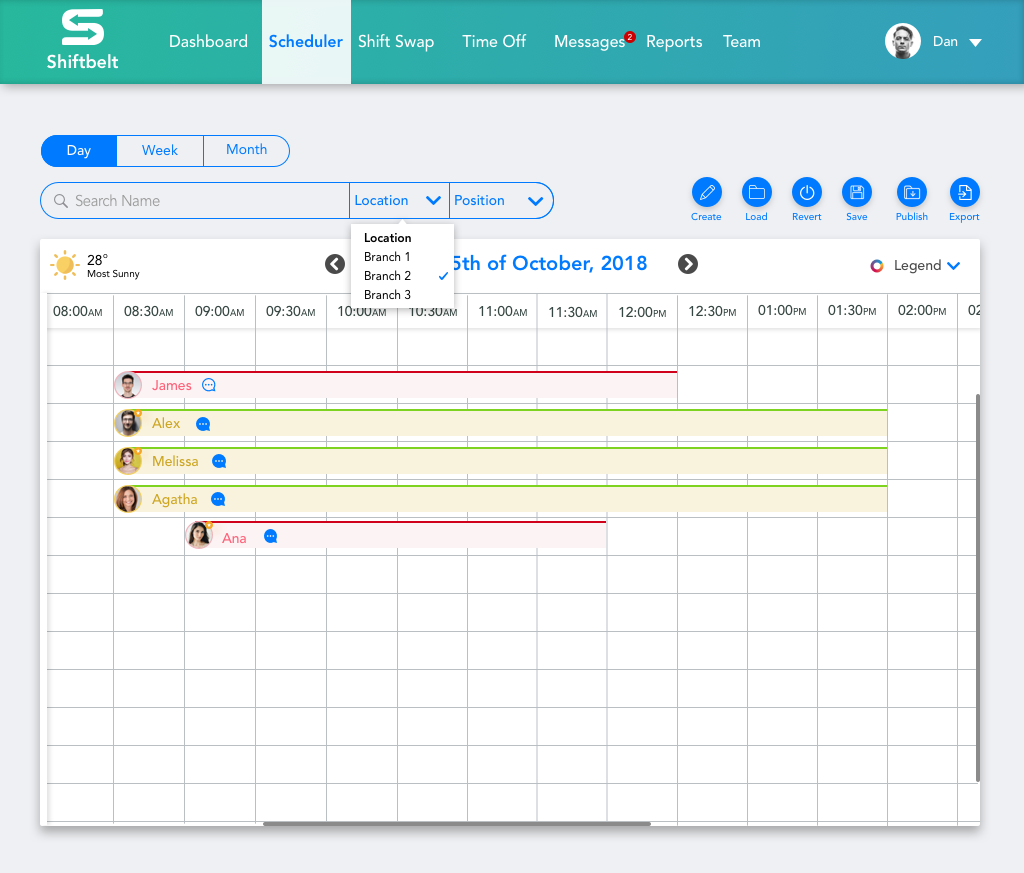 Shiftbelt
Dashboard
Scheduler
Shift Swap
Time Off
Messages
2
Reports
Team
Dan
Day
Week
Month
Search Name
Location
Position
Create
Load
Revert
Save
Publish
Export
Location
Branch 1
Branch 2
Branch 3
28°
Most Sunny
5th of October, 2018
Legend
08:00AM
08:30AM
09:00AM
09:30AM
10:00AM
10:30AM
11:00AM
11:30AM
12:00PM
12:30PM
01:00PM
01:30PM
02:00PM
02
James
Alex
Melissa
Agatha
Ana